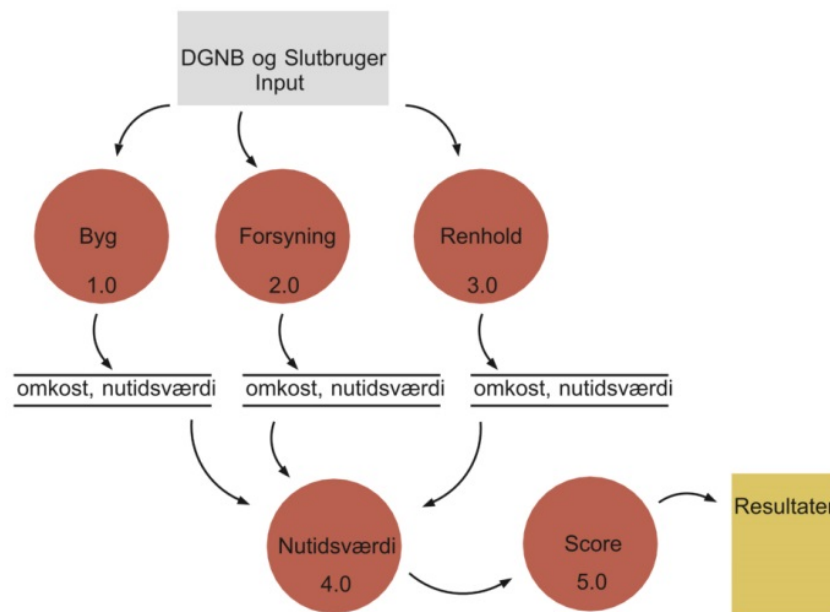 DGNB og Slutbruger
Input
Byg
1.0
Forsyning
2.0
Renhold
3.0
omkost, nutidsværdi
omkost, nutidsværdi
omkost, nutidsværdi
Nutidsværdi
4.0
Score
5.0
Resultater